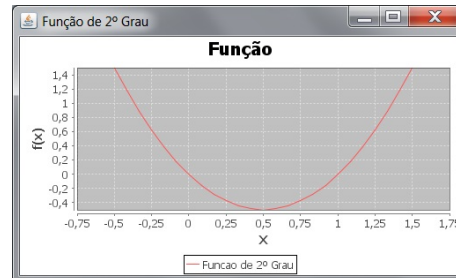 Função de 2º Grau
Função
f(x)
1,4
1,2
1
0,8
0,6
0,4
0,2
0
-0,2
-0,4
-0,75 -0,5 -0,25 0 0,25 0,5 0,75 1 1,25 1,5 1,75
X
Funcao de 2º Grau